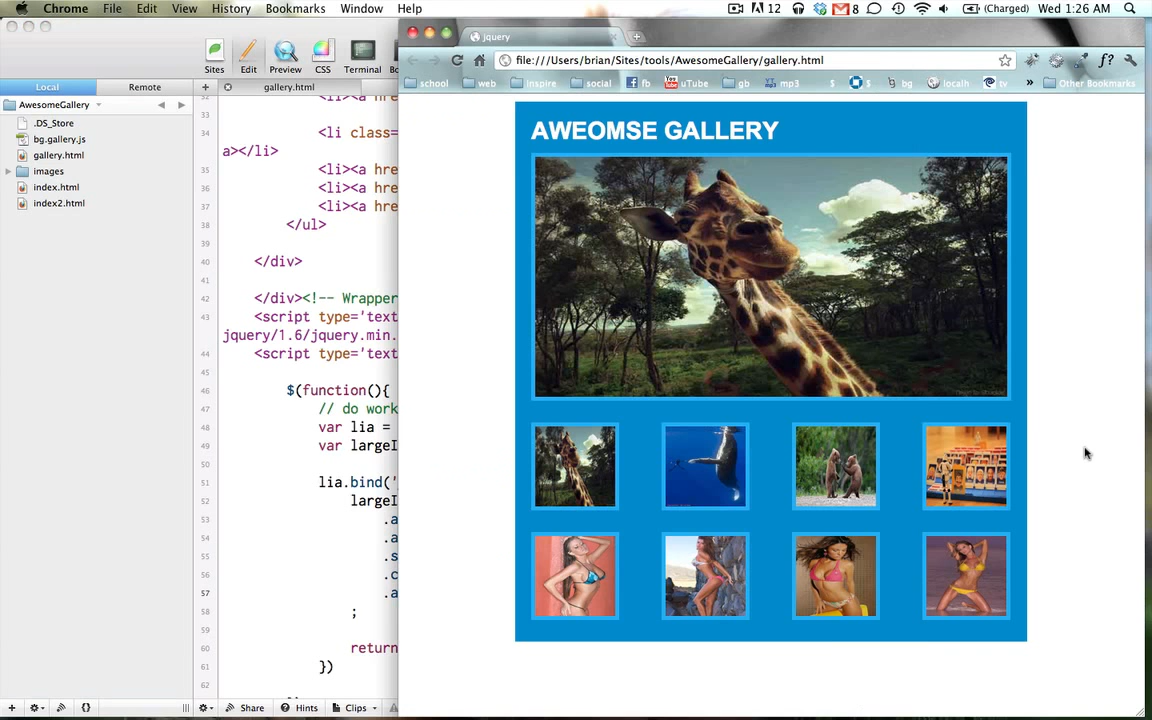 Chrome File Edit View History Bookmarks Window Help 12 8 (Charged) Wed 1:26 AM
jquery
Sites Edit Preview CSS Terminal
file:///Users/brian/Sites/tools/AwesomeGallery/gallery.html
Local Remote gallery.html
school web inspire social fb uTube gb mp3 $ $ bg localh tv » Other Bookmarks
AwesomeGallery
.DS_Store
bg.gallery.js
gallery.html
images
index.html
index2.html
<li><a hre
33
34 <li class=
a></li>
35 <li><a hre
36 <li><a hre
37 <li><a hre
38 </ul>
39
40 </div>
41
42 </div><!-- Wrapper
43 <script type='text
jquery/1.6/jquery.min.
44 <script type='text
45
46 $(function(){
47 // do work
48 var lia =
49 var largeI
50
51 lia.bind('
52 largeI
53 .a
54 .a
55 .s
56 .c
57 .a
58 ;
59
60 return
61 })
62
AWEOMSE GALLERY
Share Hints Clips